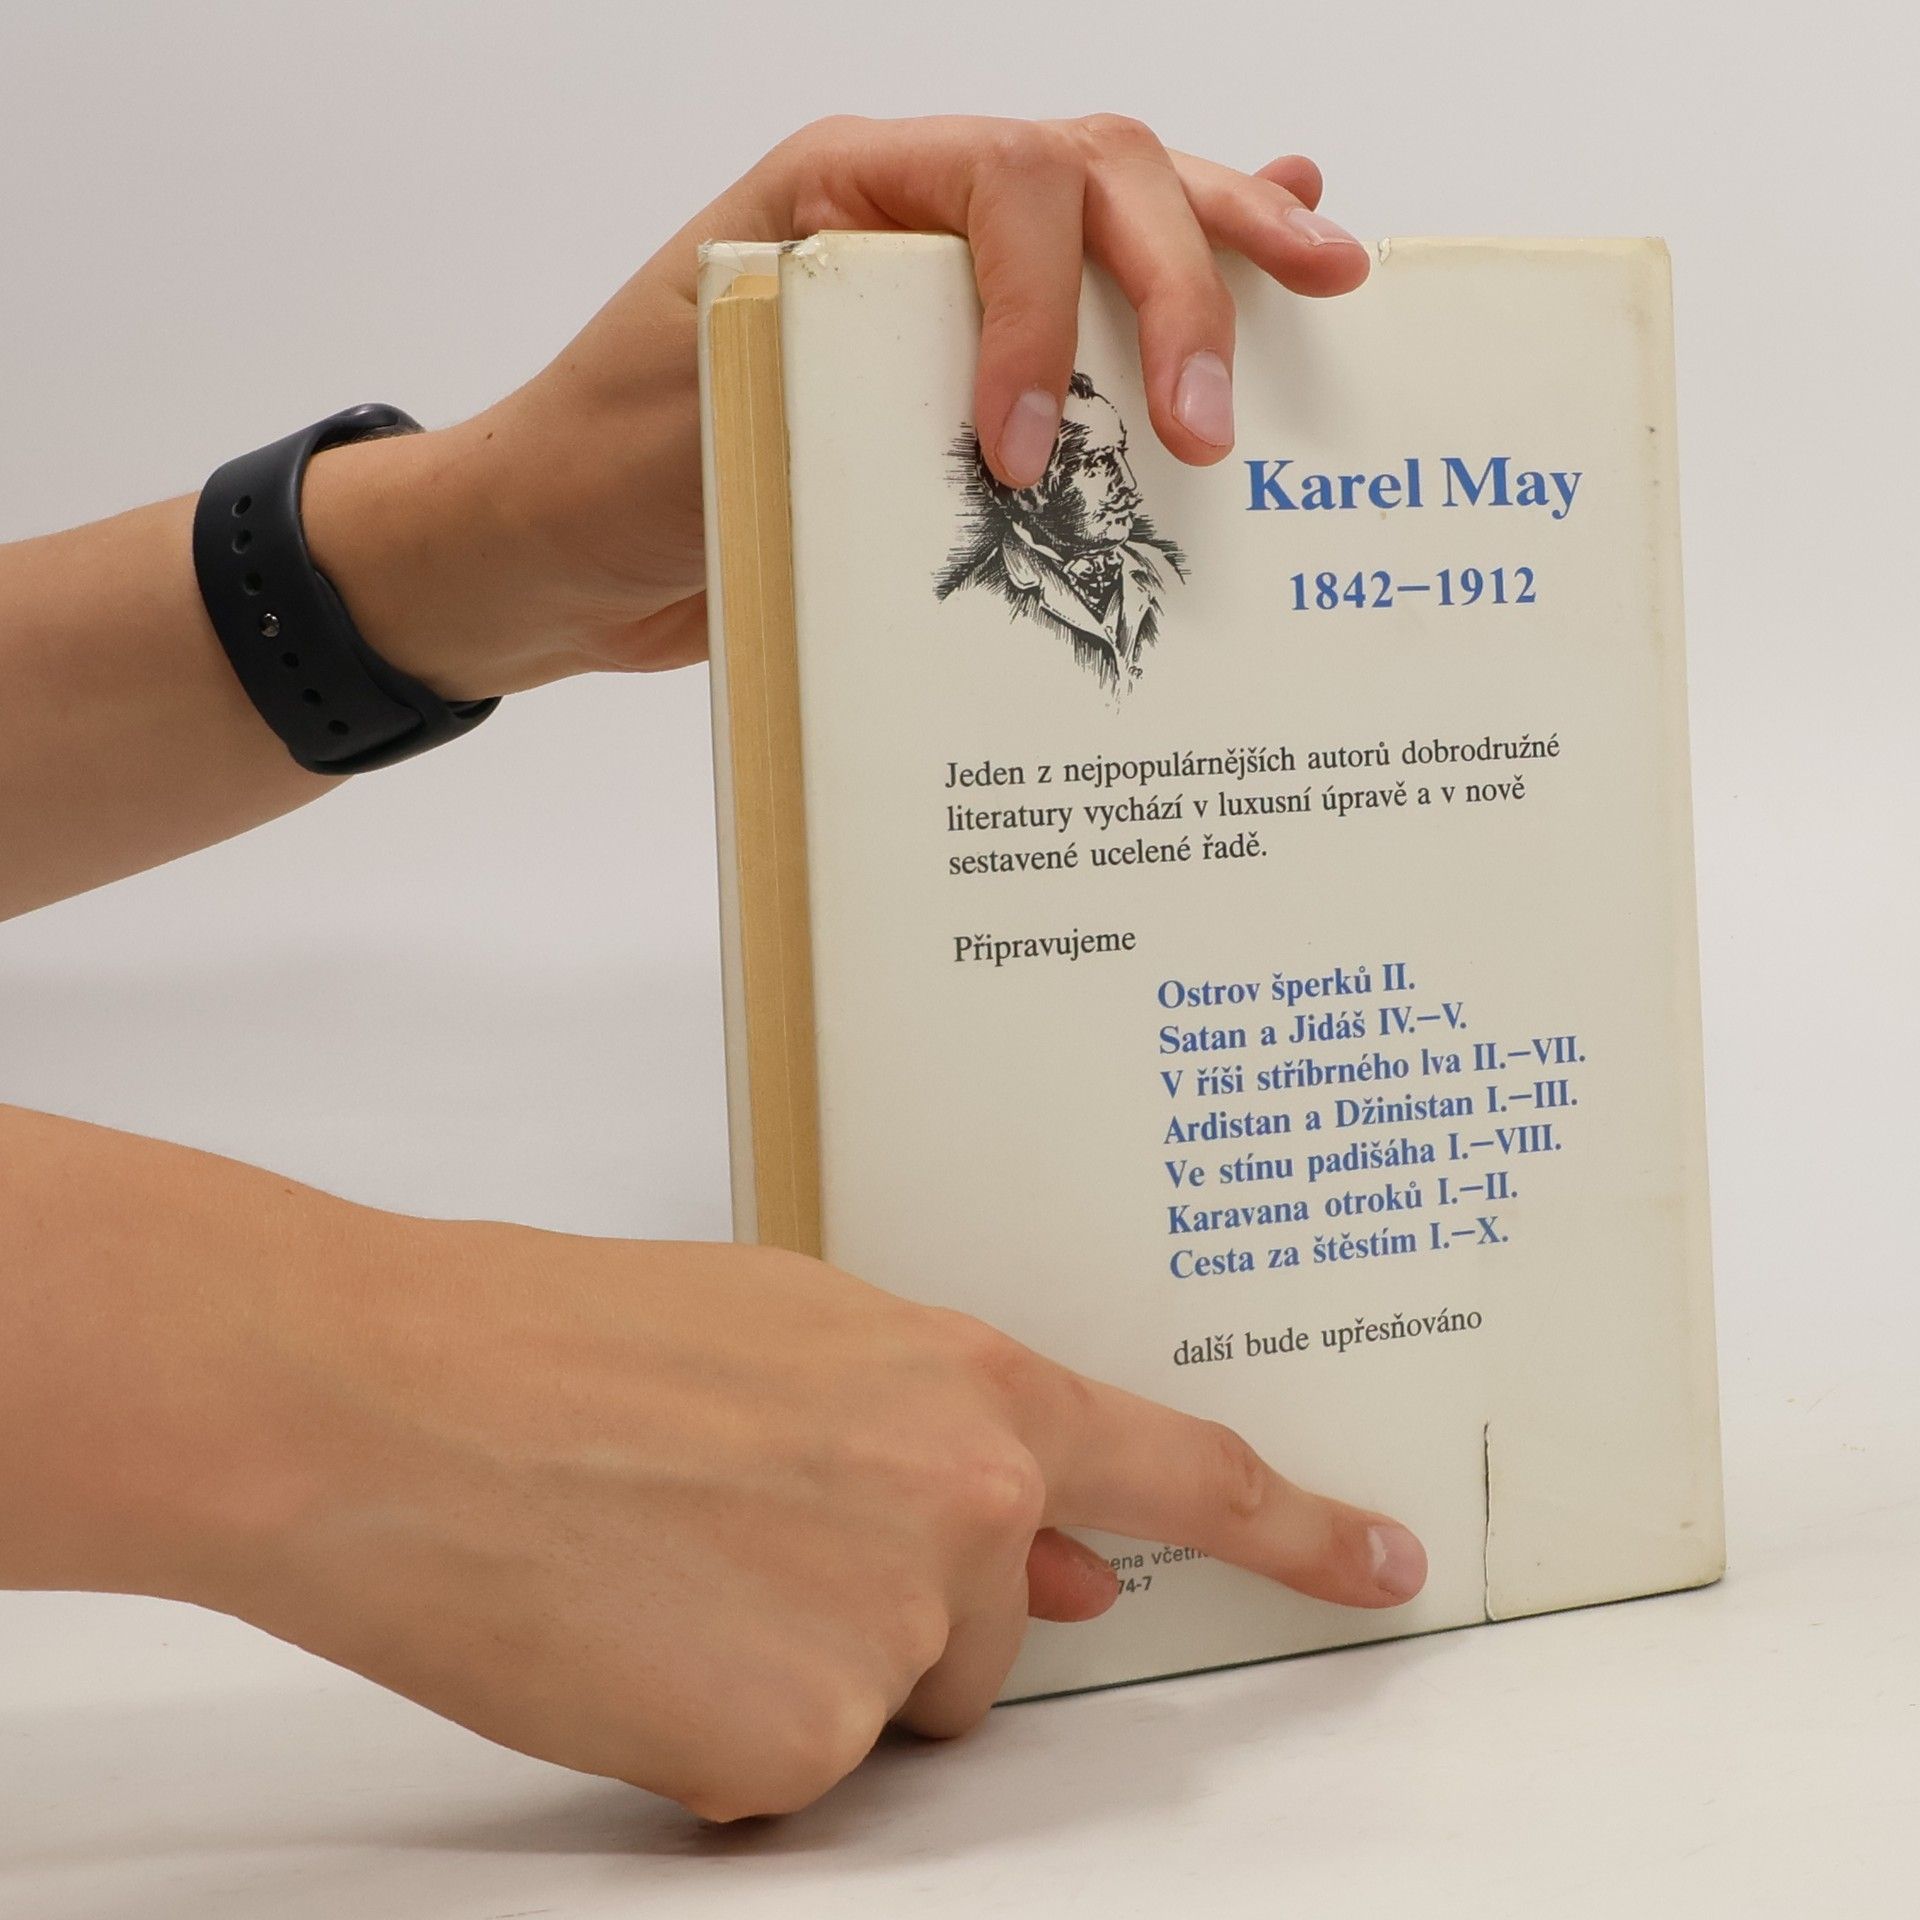 Karel May
1842–1912
Jeden z nejpopulárnějších autorů dobrodružné
literatury vychází v luxusní úpravě a v nově
sestavené ucelené řadě.
Připravujeme
Ostrov šperků II.
Satan a Jidáš IV.–V.
V říši stříbrného lva II.–VII.
Ardistan a Džinistan I.–III.
Ve stínu padišáha I.–VIII.
Karavana otroků I.–II.
Cesta za štěstím I.–X.
další bude upřesňováno
74-7